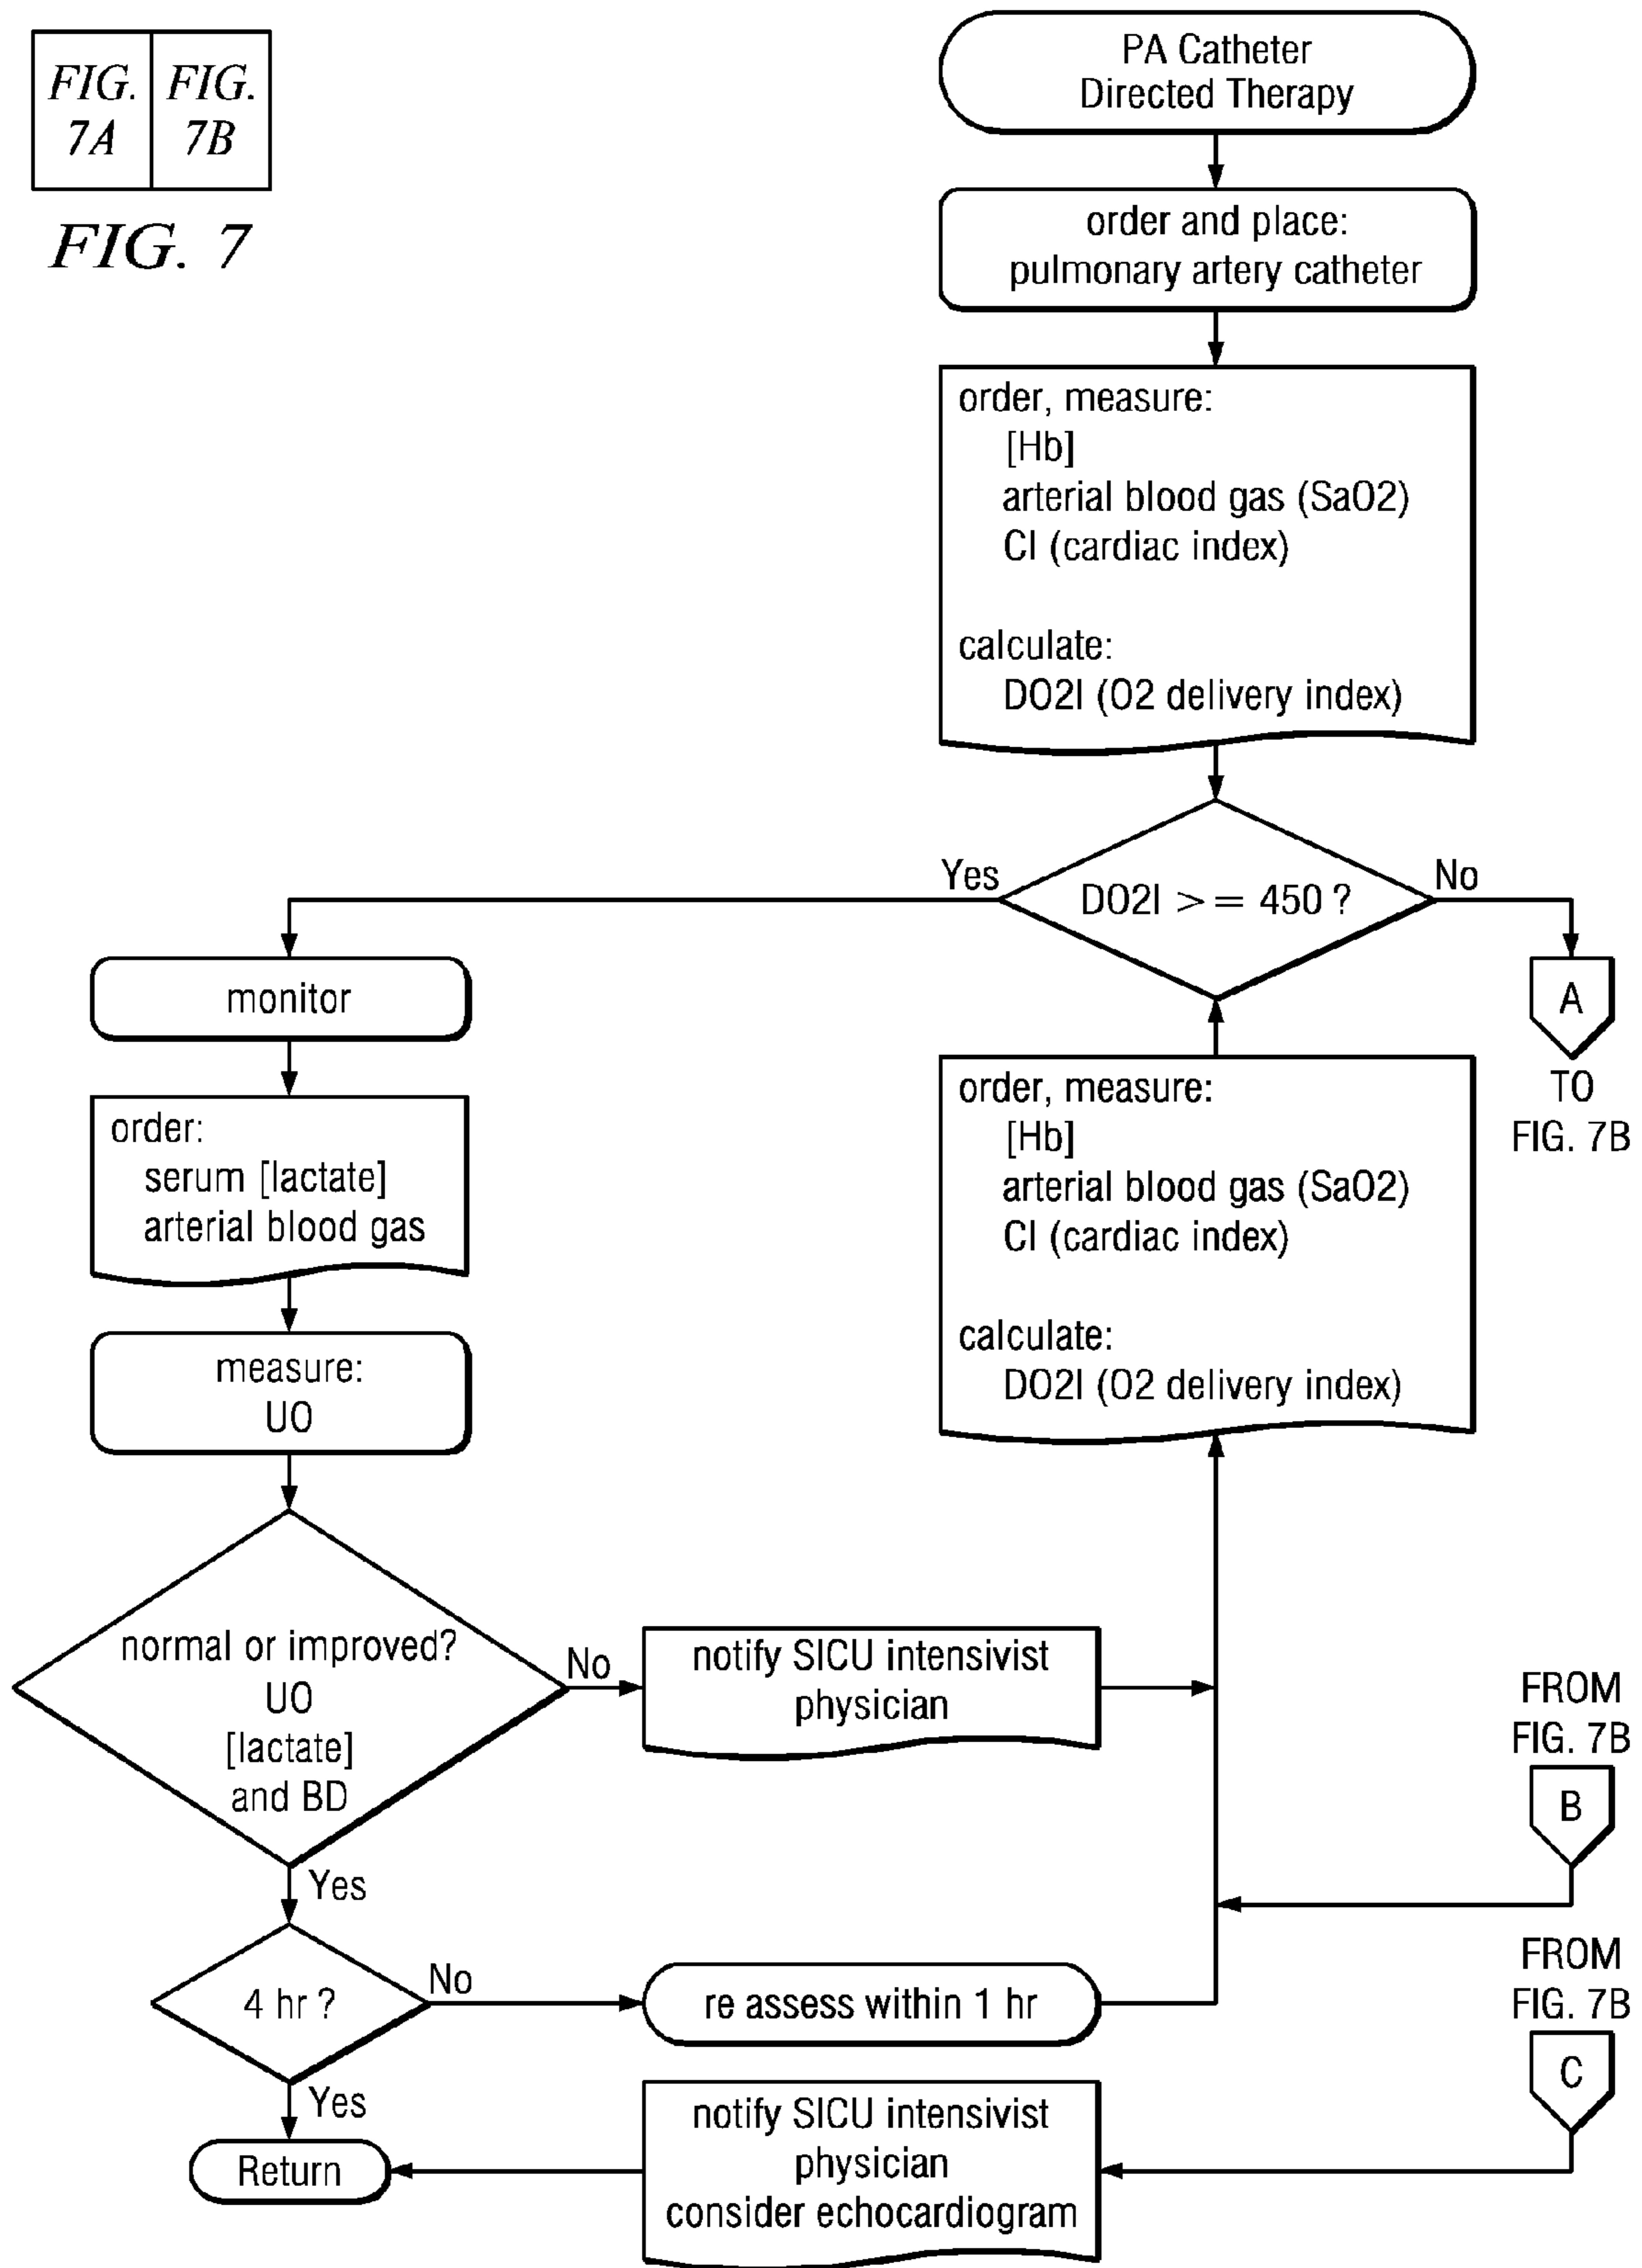 FIG.
7A
FIG.
7B
FIG. 7
PA Catheter
Directed Therapy
order and place:
pulmonary artery catheter
order, measure:
[Hb]
arterial blood gas (SaO2)
CI (cardiac index)
calculate:
DO2I (O2 delivery index)
DO2I >= 450 ?
Yes
No
A
TO
FIG. 7B
monitor
order:
serum [lactate]
arterial blood gas
measure:
UO
order, measure:
[Hb]
arterial blood gas (SaO2)
CI (cardiac index)
calculate:
DO2I (O2 delivery index)
normal or improved?
UO
[lactate]
and BD
No
notify SICU intensivist
physician
Yes
FROM
FIG. 7B
B
4 hr ?
No
re assess within 1 hr
Yes
FROM
FIG. 7B
C
notify SICU intensivist
physician
consider echocardiogram
Return